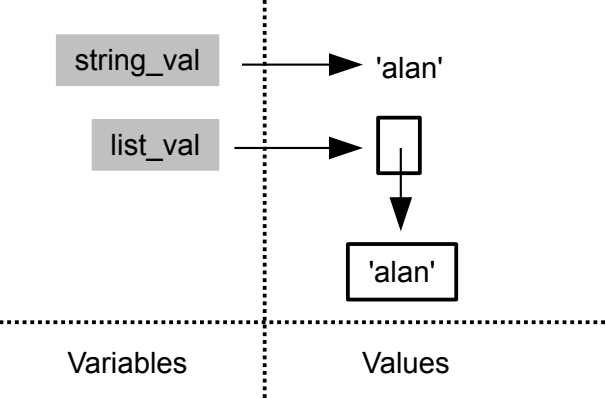 string_val 'alan'
list_val
'alan'
Variables Values